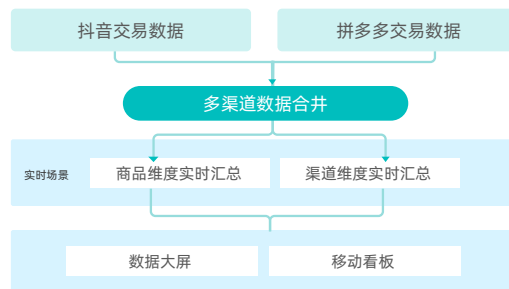 抖音交易数据
拼多多交易数据
多渠道数据合并
实时场景
商品维度实时汇总
渠道维度实时汇总
数据大屏
移动看板